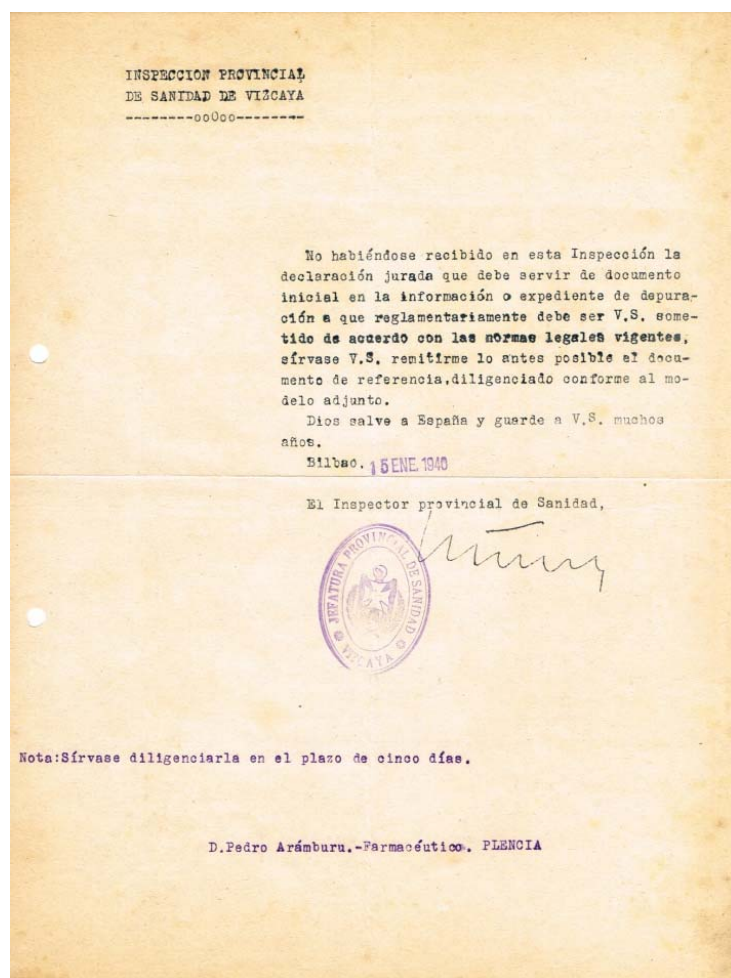 INSPECCION PROVINCIAL
DE SANIDAD DE VIZCAYA
--------oo0oo--------
No habiéndose recibido en esta Inspección la
declaración jurada que debe servir de documento
inicial en la información o expediente de depura-
ción a que reglamentariamente debe ser V.S. some-
tido de acuerdo con las normas legales vigentes,
sírvase V.S. remitirme lo antes posible el docu-
mento de referencia,diligenciado conforme al mo-
delo adjunto.
Dios salve a España y guarde a V.S. muchos
años.
Bilbao. 15 ENE. 1940
El Inspector provincial de Sanidad,
JEFATURA PROVINCIAL DE SANIDAD
VIZCAYA
Nota:Sírvase diligenciarla en el plazo de cinco días.
D.Pedro Arámburu.-Farmacéutico. PLENCIA